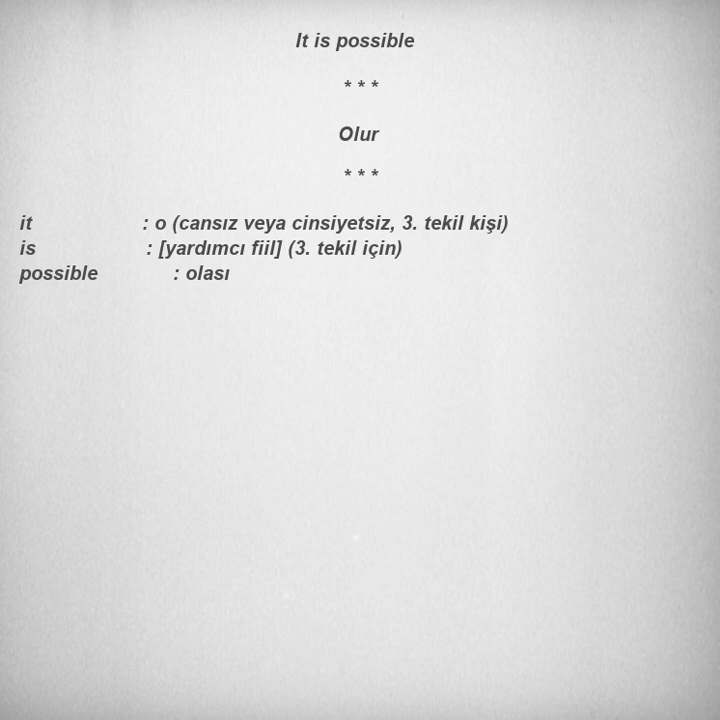 It is possible
* * *
Olur
* * *
it : o (cansız veya cinsiyetsiz, 3. tekil kişi)
is : [yardımcı fiil] (3. tekil için)
possible : olası